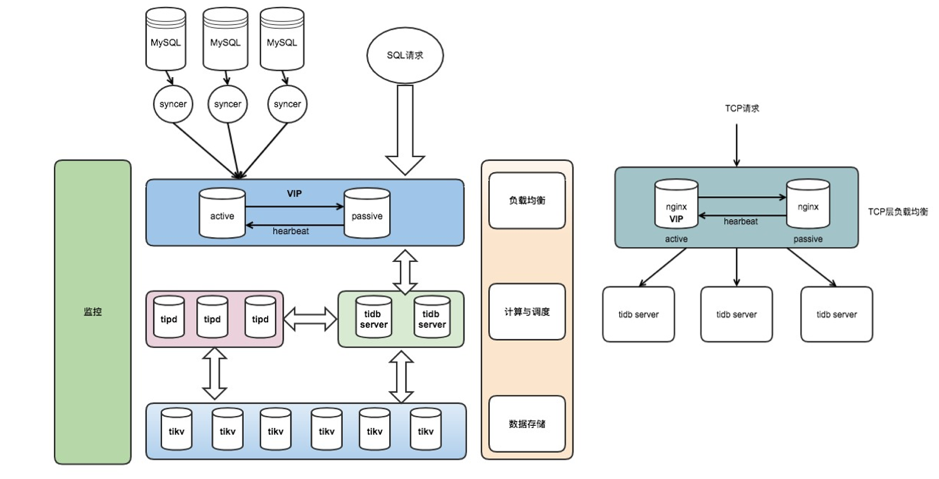 MySQL
MySQL
MySQL
SQL请求
syncer
syncer
syncer
TCP请求
VIP
active
passive
hearbeat
负载均衡
nginx
VIP
nginx
hearbeat
active
passive
TCP层负载均衡
监控
tipd
tipd
tipd
tidb
server
tidb
server
计算与调度
tidb server
tidb server
tidb server
tikv
tikv
tikv
tikv
tikv
tikv
数据存储